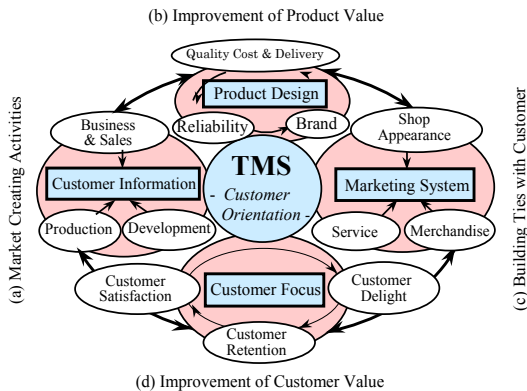 (b) Improvement of Product Value
Quality Cost & Delivery
Product Design
Reliability
Brand
Business
& Sales
Shop
Appearance
TMS
- Customer
Orientation -
Customer Information
Marketing System
Production
Development
Service
Merchandise
Customer
Satisfaction
Customer Focus
Customer
Delight
Customer
Retention
(a) Market Creating Activities
(c) Building Ties with Customer
(d) Improvement of Customer Value